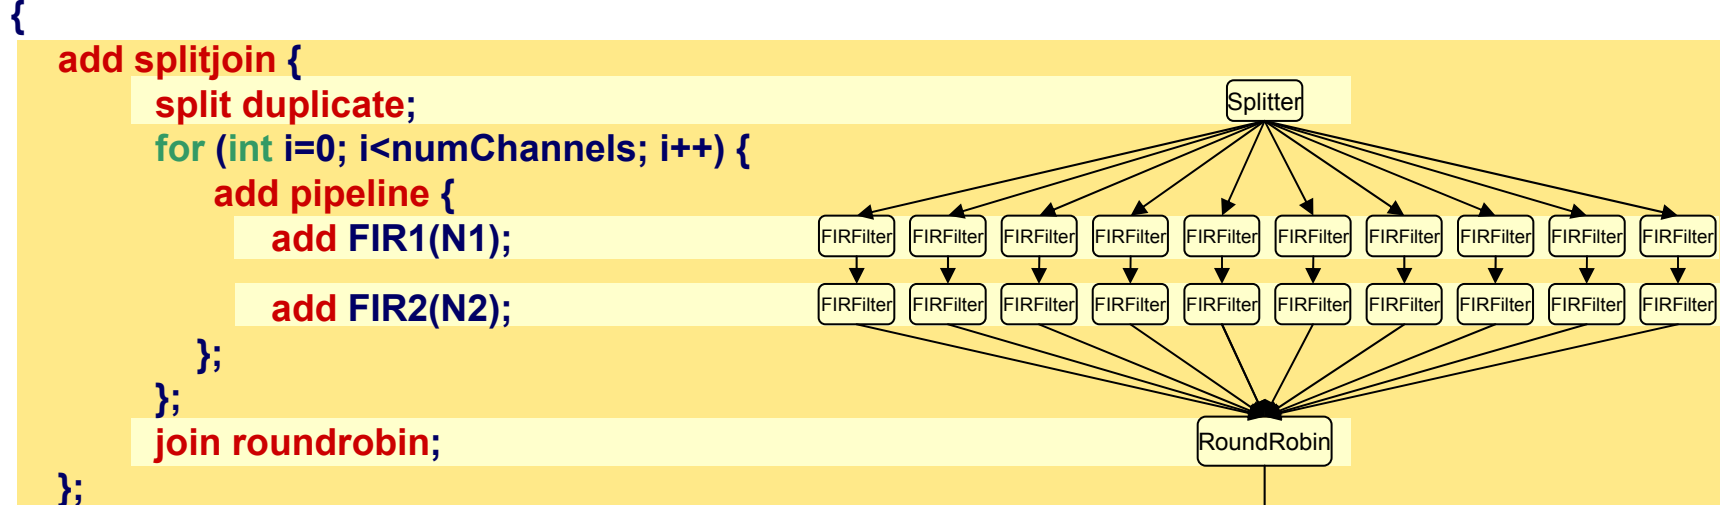 {
add splitjoin {
split duplicate;
Splitter
for (int i=0; i<numChannels; i++) {
add pipeline {
add FIR1(N1);
FIRFilter FIRFilter FIRFilter FIRFilter FIRFilter FIRFilter FIRFilter FIRFilter FIRFilter FIRFilter
add FIR2(N2);
FIRFilter FIRFilter FIRFilter FIRFilter FIRFilter FIRFilter FIRFilter FIRFilter FIRFilter FIRFilter
};
};
join roundrobin;
RoundRobin
};